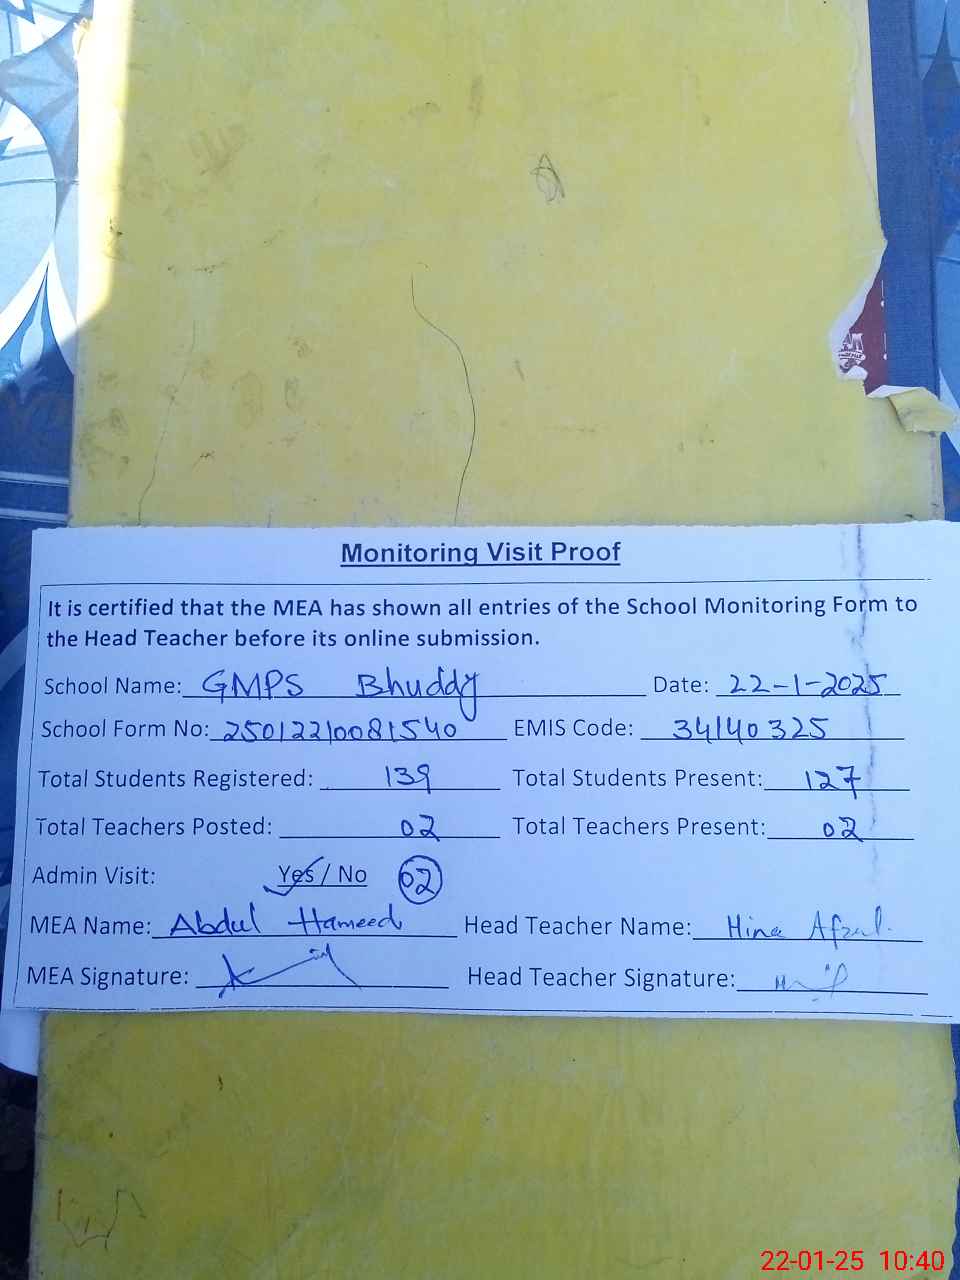 Monitoring Visit Proof
It is certified that the MEA has shown all entries of the School Monitoring Form to
the Head Teacher before its online submission.
School Name: GMPS Bhuddy Date: 22-1-2025
School Form No: 25012210081540 EMIS Code: 34140325
Total Students Registered: 139 Total Students Present: 127
Total Teachers Posted: 02 Total Teachers Present: 02
Admin Visit: Yes / No 02
MEA Name: Abdul Hameed Head Teacher Name: Hina Afzal.
MEA Signature: Head Teacher Signature:
22-01-25 10:40